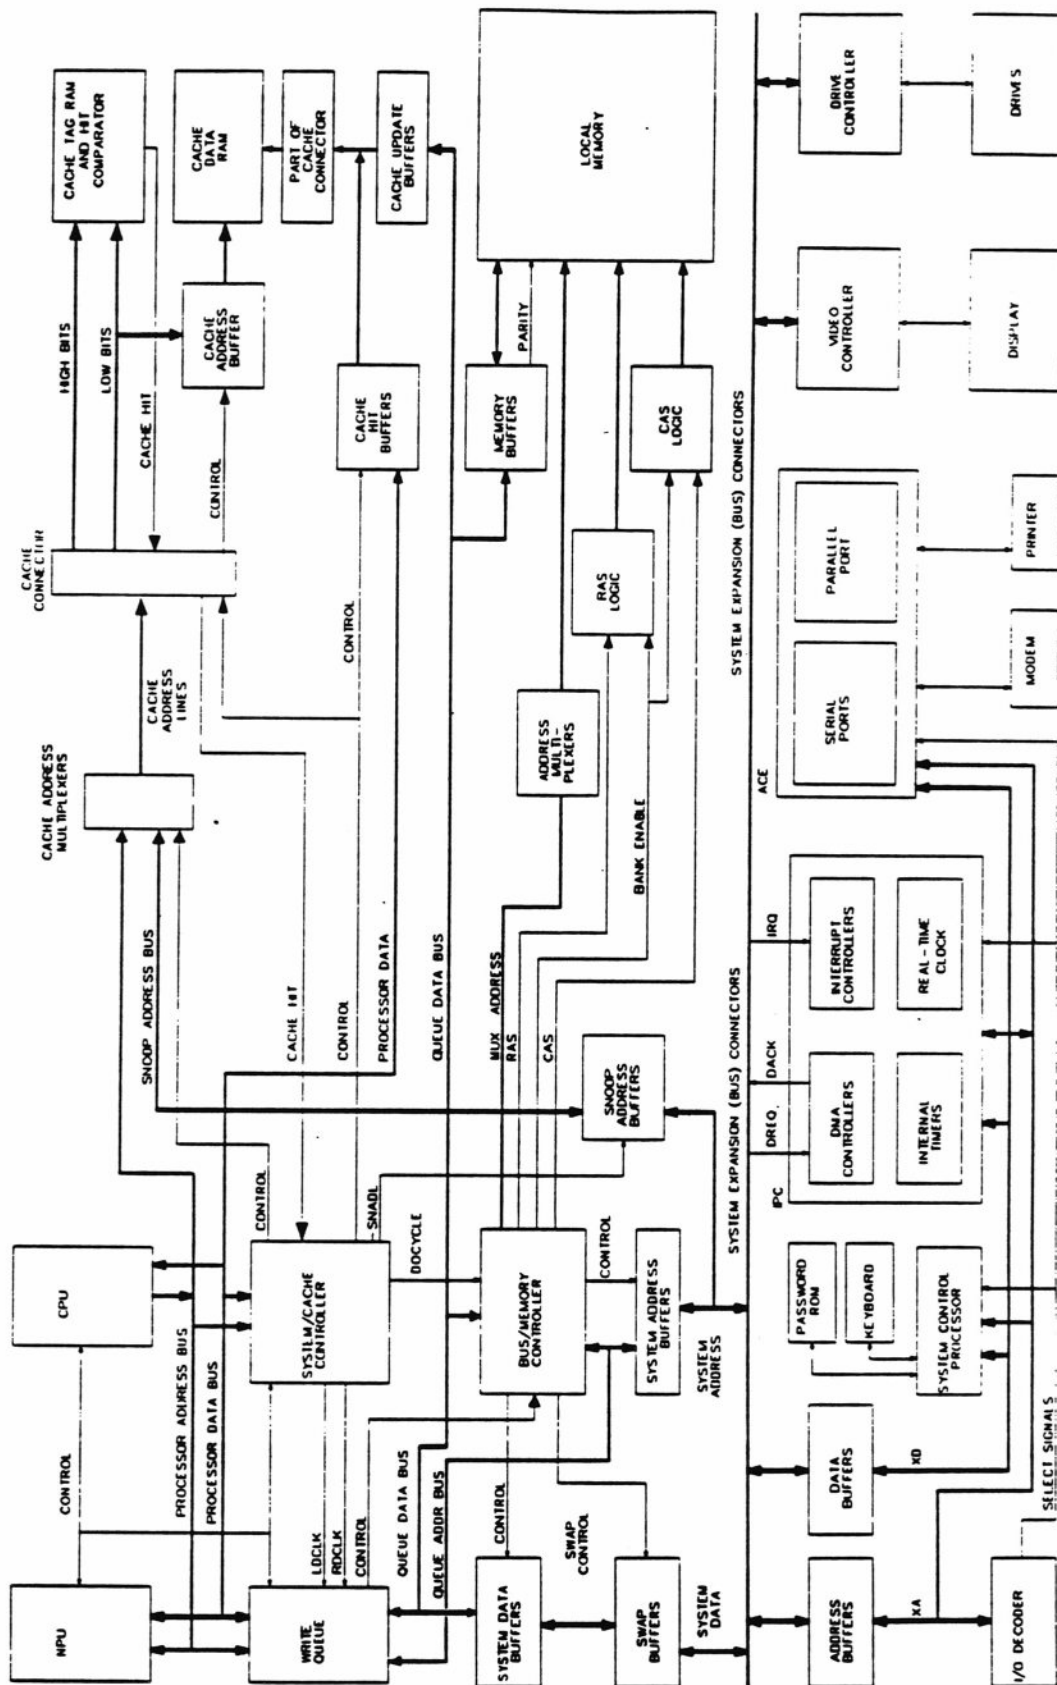 NPU
CPU
CONTROL
PROCESSOR ADDRESS BUS
PROCESSOR DATA BUS
CACHE ADDRESS
MULTIPLEXERS
CACHE
ADDRESS
LINES
CACHE
CONNECTOR
HIGH BITS
LOW BITS
CACHE HIT
CONTROL
CACHE TAG RAM
AND HIT
COMPARATOR
CACHE
ADDRESS
BUFFER
CACHE
DATA
RAM
PART OF
CACHE
CONNECTOR
CACHE UPDATE
BUFFERS
SNOOP ADDRESS BUS
CONTROL
WRITE
QUEUE
LDCLK
RDCLK
CONTROL
SYSTEM/CACHE
CONTROLLER
CACHE HIT
CONTROL
SNADL
PROCESSOR DATA
CONTROL
CACHE
HIT
BUFFERS
DOCYCLE
QUEUE DATA BUS
QUEUE DATA BUS
QUEUE ADDR BUS
SYSTEM DATA
BUFFERS
CONTROL
BUS/MEMORY
CONTROLLER
MUX ADDRESS
RAS
CAS
BANK ENABLE
ADDRESS
MULTI-
PLEXERS
MEMORY
BUFFERS
PARITY
RAS
LOGIC
CAS
LOGIC
LOCAL
MEMORY
SWAP
CONTROL
SWAP
BUFFERS
CONTROL
SYSTEM ADDRESS
BUFFERS
SNOOP
ADDRESS
BUFFERS
SYSTEM
DATA
SYSTEM
ADDRESS
SYSTEM EXPANSION (BUS) CONNECTORS
SYSTEM EXPANSION (BUS) CONNECTORS
ADDRESS
BUFFERS
DATA
BUFFERS
PASSWORD
ROM
KEYBOARD
SYSTEM CONTROL
PROCESSOR
IPC
DREQ
DACK
IRQ
DMA
CONTROLLERS
INTERRUPT
CONTROLLERS
INTERNAL
TIMERS
REAL-TIME
CLOCK
ACE
SERIAL
PORTS
PARALLEL
PORT
VIDEO
CONTROLLER
DRIVE
CONTROLLER
XA
XD
I/O DECODER
SELECT SIGNALS
MODEM
PRINTER
DISPLAY
DRIVES